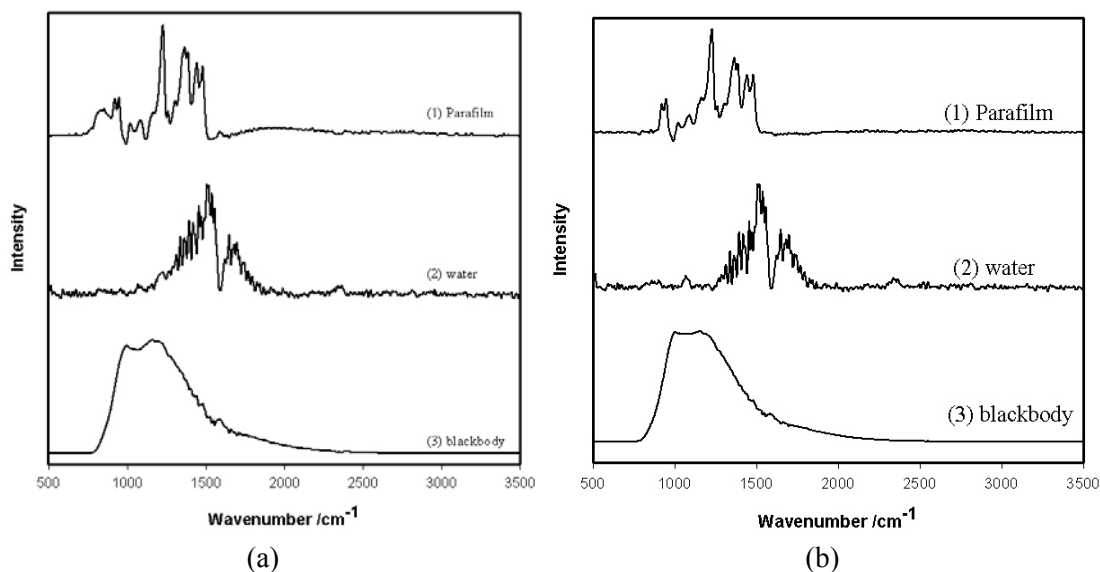 Intensity
(1) Parafilm
(2) water
(3) blackbody
500 1000 1500 2000 2500 3000 3500
Wavenumber /cm⁻¹
(a)
Intensity
(1) Parafilm
(2) water
(3) blackbody
500 1000 1500 2000 2500 3000 3500
Wavenumber /cm⁻¹
(b)